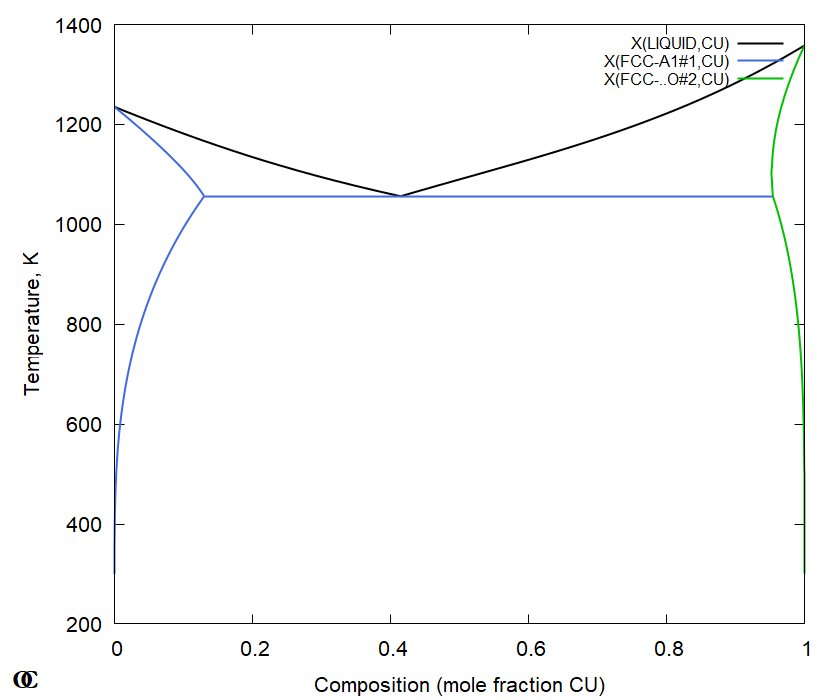 1400
1200
1000
800
600
400
200
0
0.2
0.4
0.6
0.8
1
Temperature, K
Composition (mole fraction CU)
X(LIQUID,CU)
X(FCC-A1#1,CU)
X(FCC-..O#2,CU)
OC